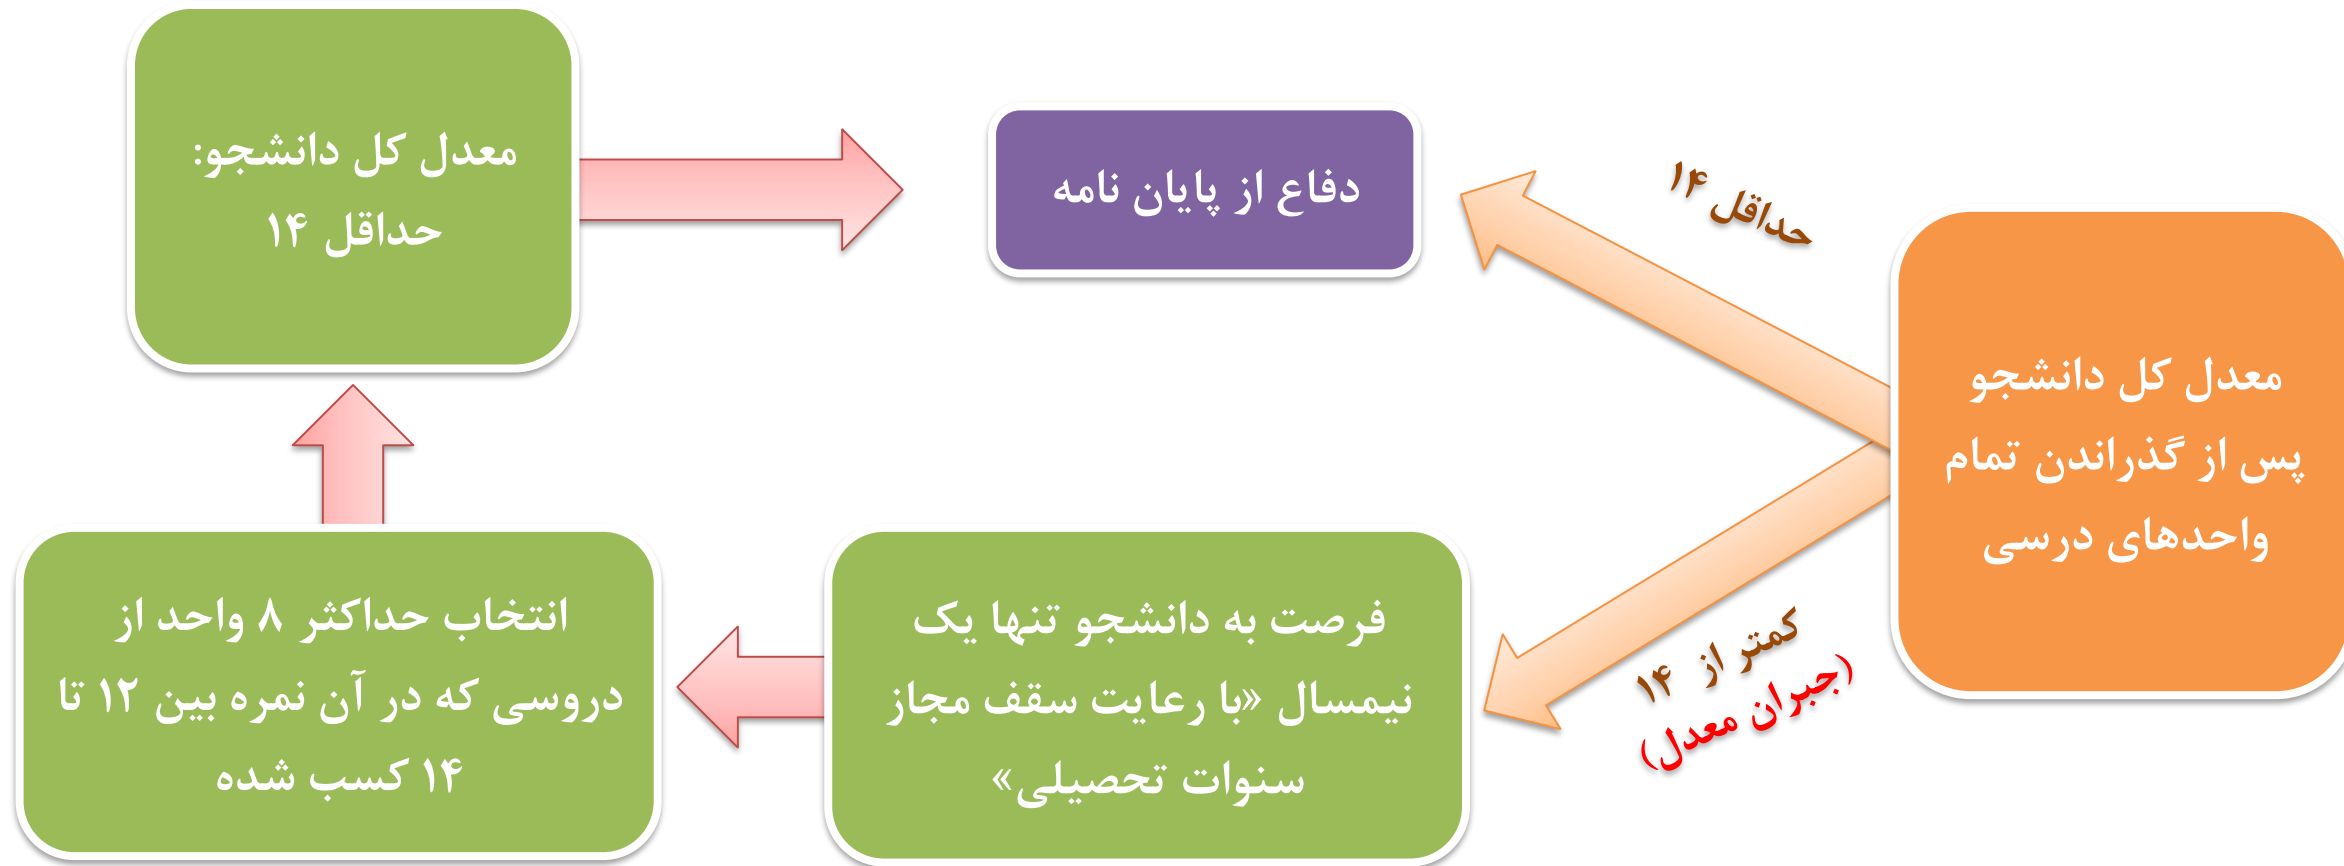 معدل کل دانشجو
پس از گذراندن تمام
واحدهای درسی
حداقل ۱۴
دفاع از پایان نامه
کمتر از ۱۴
(جبران معدل)
فرصت به دانشجو تنها یک
نیمسال «با رعایت سقف مجاز
سنوات تحصیلی»
انتخاب حداکثر ۸ واحد از
دروسی که در آن نمره بین ۱۲ تا
۱۴ کسب شده
معدل کل دانشجو:
حداقل ۱۴